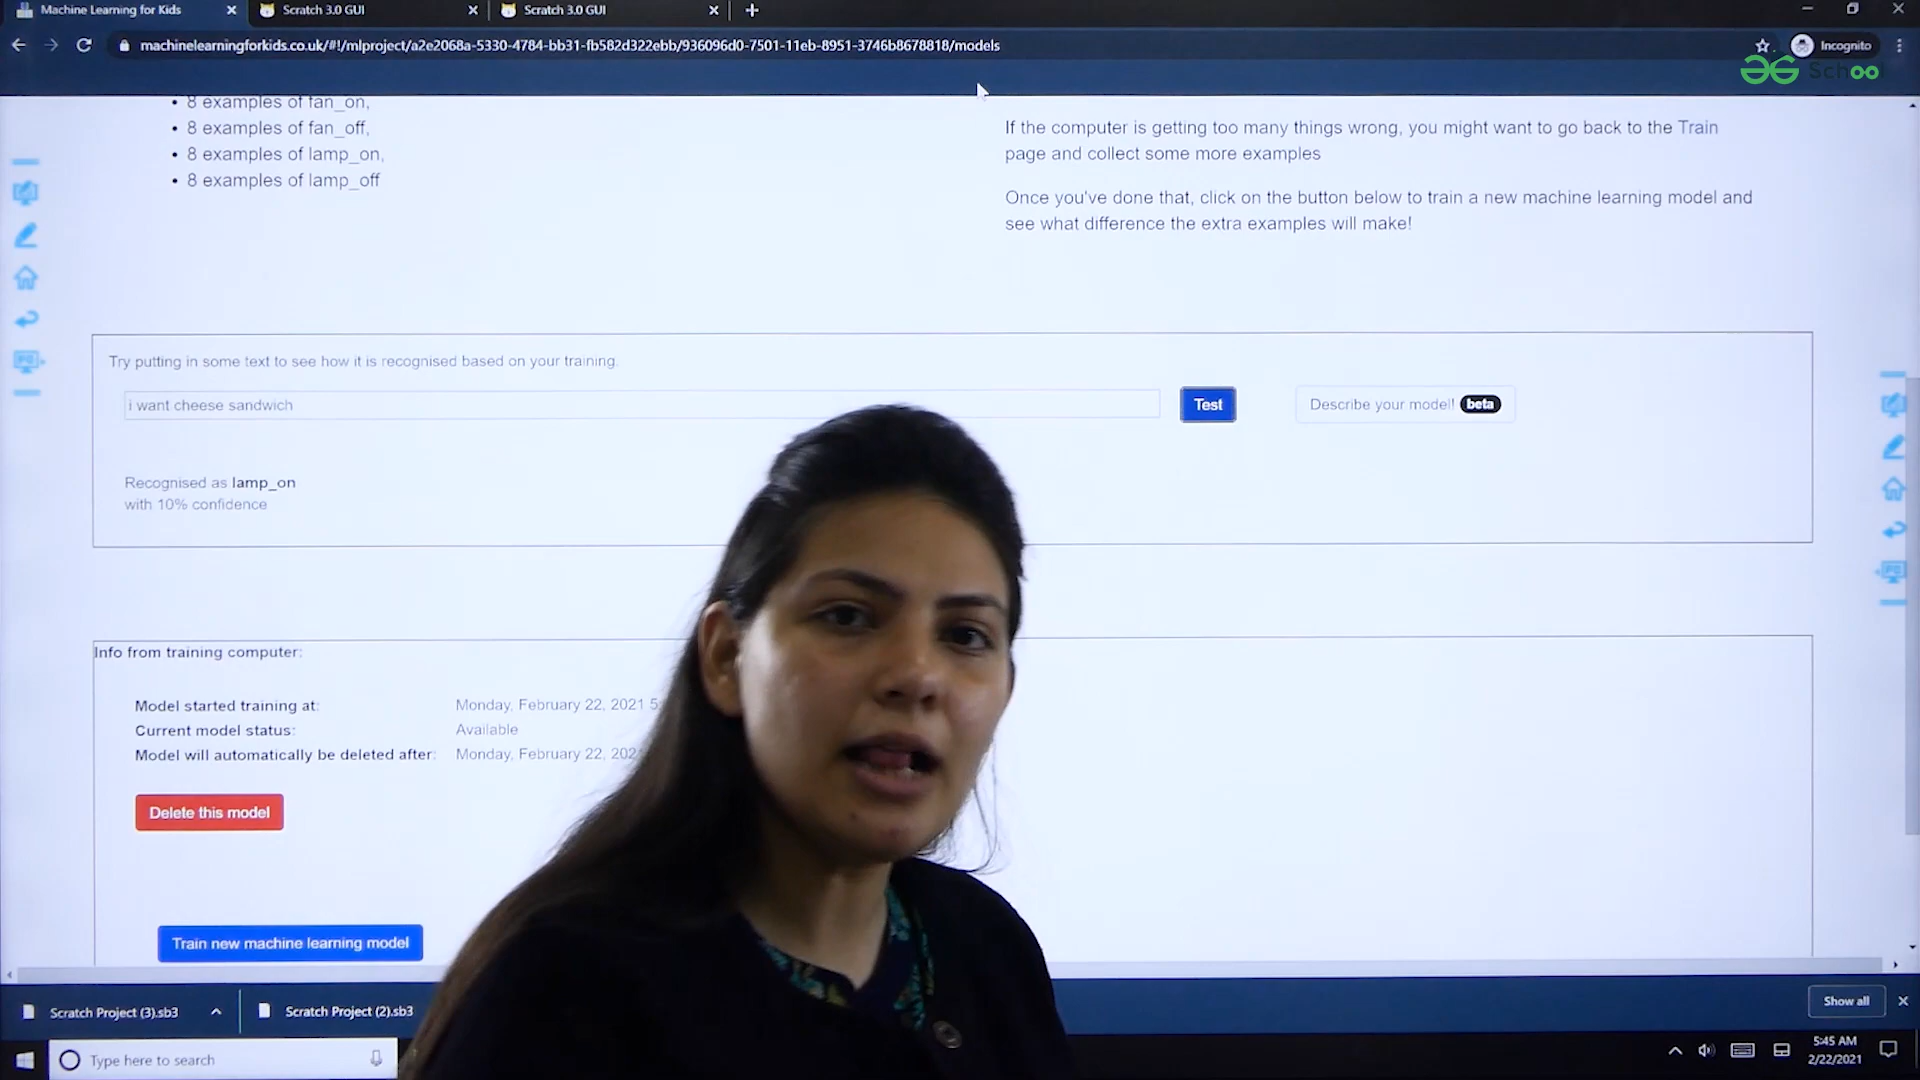 Machine Learning for Kids
Scratch 3.0 GUI
Scratch 3.0 GUI
machinelearningforkids.co.uk/#!/mlproject/a2e2068a-5330-4784-bb31-fb582d322ebb/936096d0-7501-11eb-8951-3746b8678818/models
Incognito
8 examples of fan_on,
8 examples of fan_off,
8 examples of lamp_on,
8 examples of lamp_off
If the computer is getting too many things wrong, you might want to go back to the Train
page and collect some more examples
Once you've done that, click on the button below to train a new machine learning model and
see what difference the extra examples will make!
Try putting in some text to see how it is recognised based on your training.
i want cheese sandwich
Test
Describe your model! beta
Recognised as lamp_on
with 10% confidence
Info from training computer:
Model started training at: Monday, February 22, 2021
Current model status: Available
Model will automatically be deleted after: Monday, February 22,
Delete this model
Train new machine learning model
Scratch Project (3).sb3
Scratch Project (2).sb3
Show all
Type here to search
5:45 AM
2/22/2021